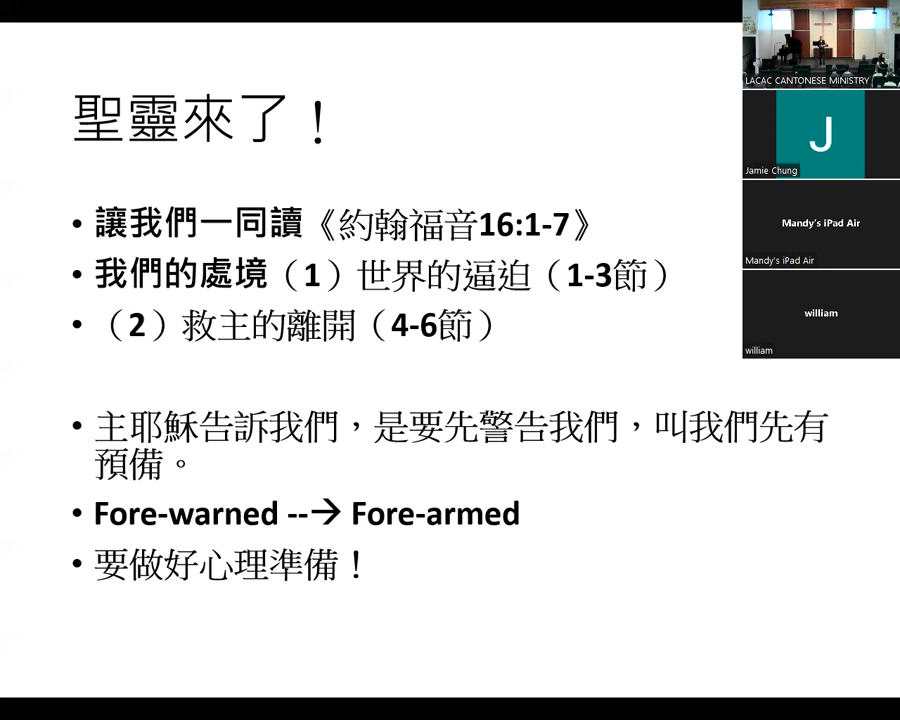 聖靈來了！
• 讓我們一同讀《約翰福音16:1-7》
• 我們的處境（1）世界的逼迫（1-3節）
• （2）救主的離開（4-6節）
• 主耶穌告訴我們，是要先警告我們，叫我們先有
預備。
• Fore-warned --→ Fore-armed
• 要做好心理準備！
LACAC CANTONESE MINISTRY
J
Jamie Chung
Mandy's iPad Air
Mandy's iPad Air
william
william